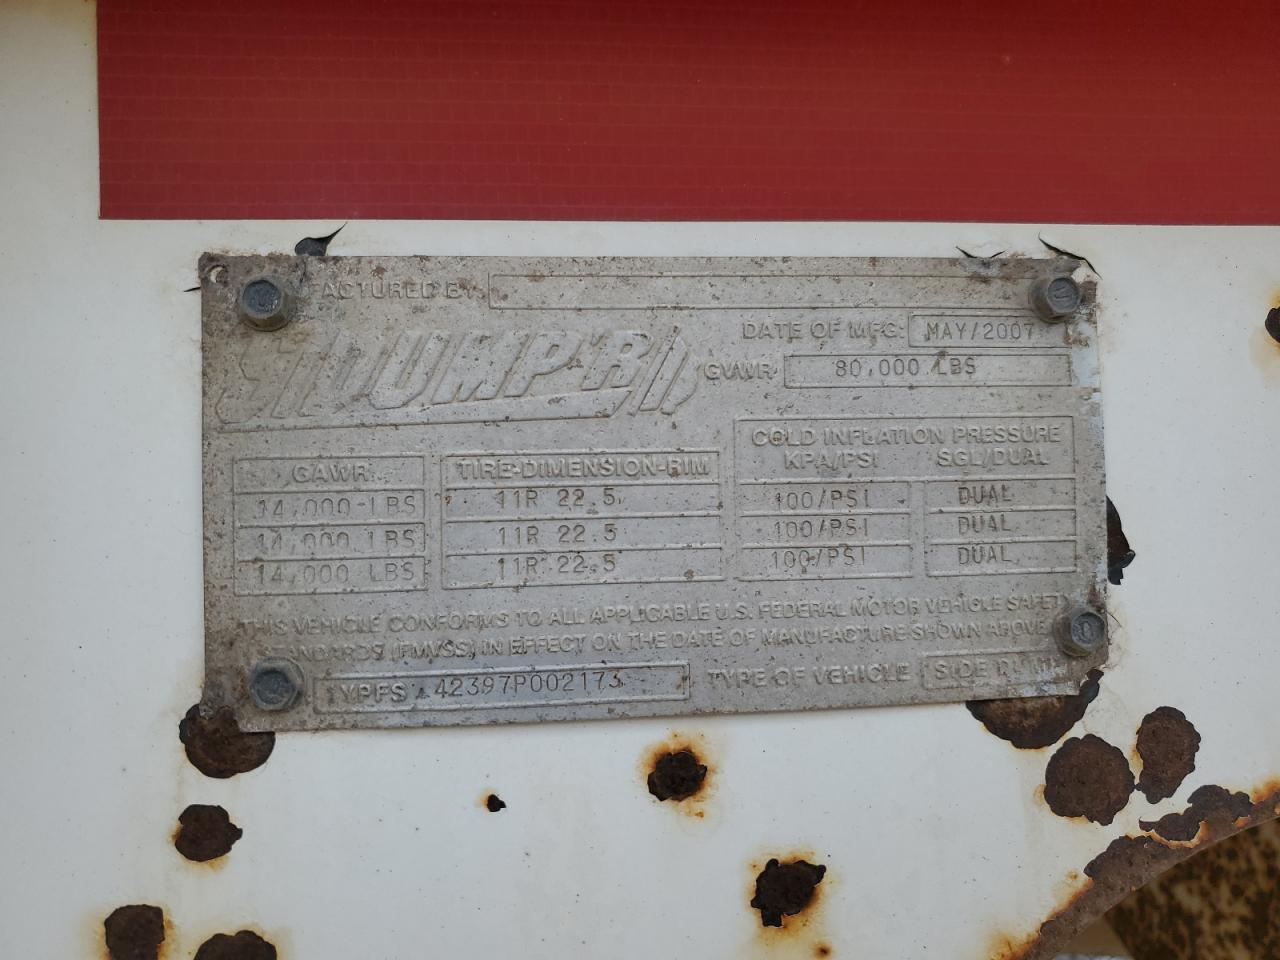 FACTURED BY:
DATE OF MFG: MAY/2007
SIDUMP'R
GVWR 80,000 LBS
COLD INFLATION PRESSURE
GAWR TIRE-DIMENSION-RIM KPA/PSI SGL/DUAL
14,000 LBS 11R 22.5 100/PSI DUAL
14,000 LBS 11R 22.5 100/PSI DUAL
14,000 LBS 11R 22.5 100/PSI DUAL
THIS VEHICLE CONFORMS TO ALL APPLICABLE U.S. FEDERAL MOTOR VEHICLE SAFETY
STANDARDS (FMVSS) IN EFFECT ON THE DATE OF MANUFACTURE SHOWN ABOVE
1YPFS 42397P002173 TYPE OF VEHICLE SIDE DUMP